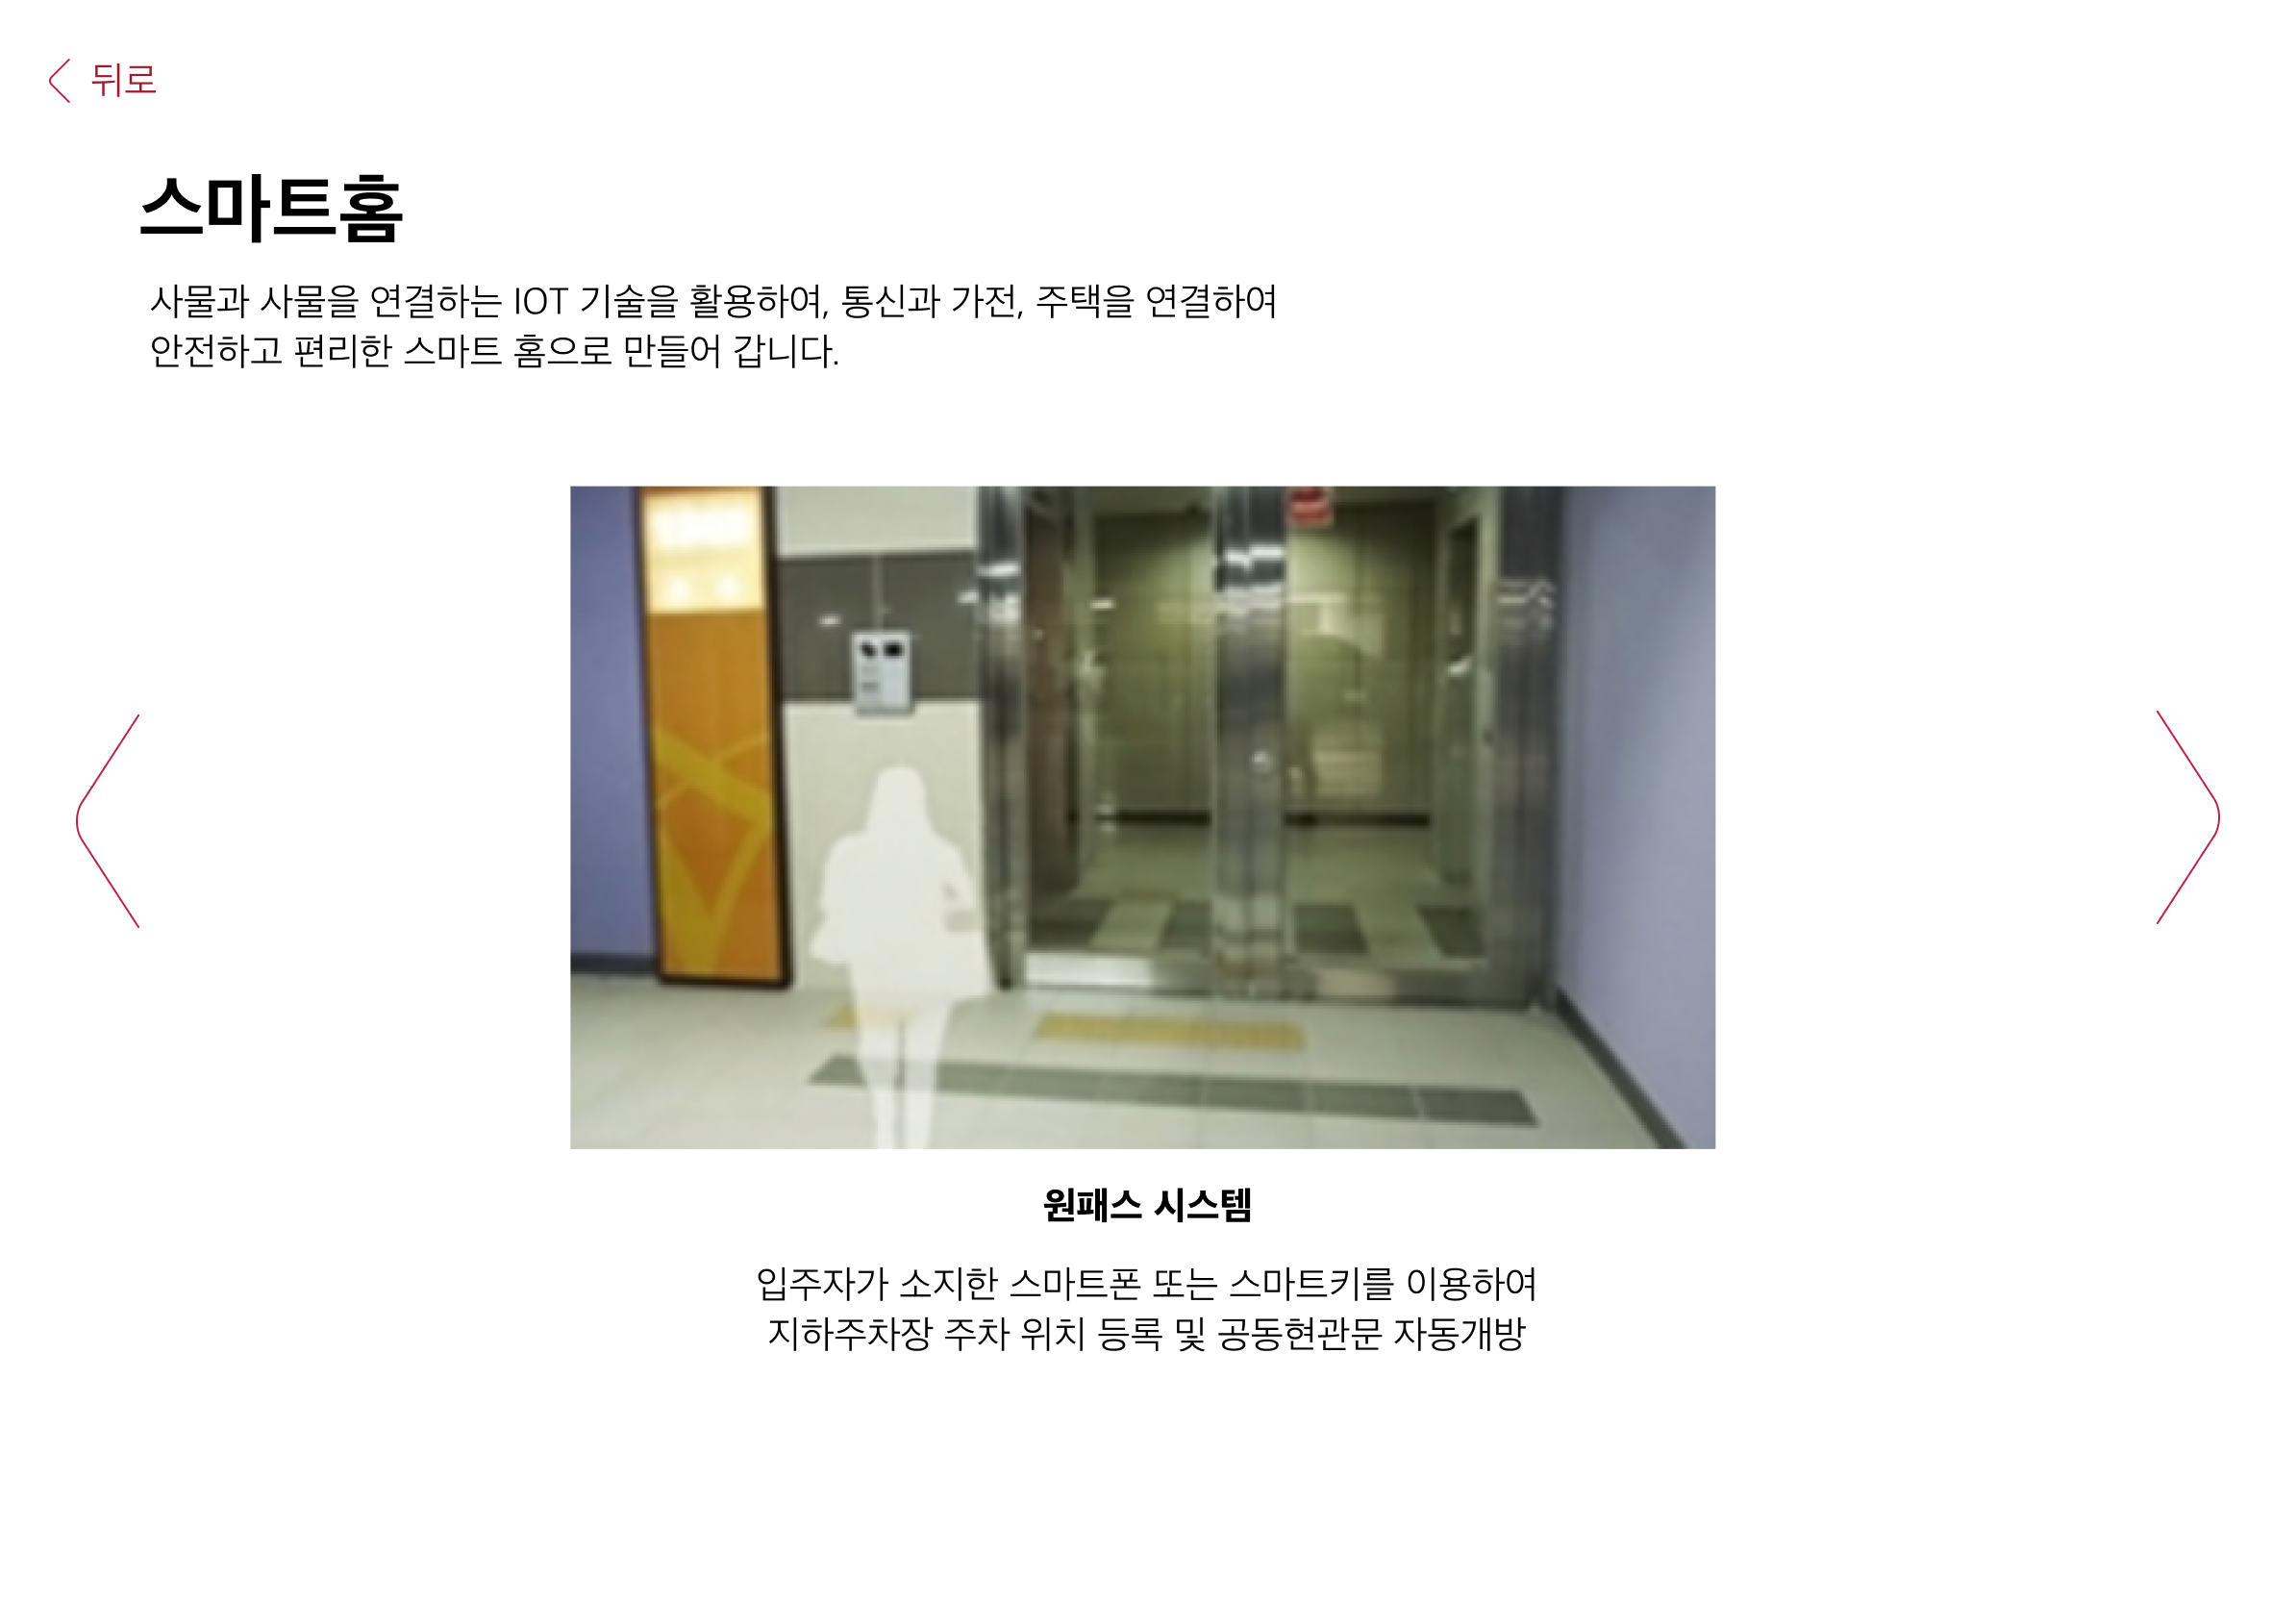 뒤로
스마트홈
사물과 사물을 연결하는 IOT 기술을 활용하여, 통신과 가전, 주택을 연결하여
안전하고 편리한 스마트 홈으로 만들어 갑니다.
원패스 시스템
입주자가 소지한 스마트폰 또는 스마트키를 이용하여
지하주차장 주차 위치 등록 및 공동현관문 자동개방